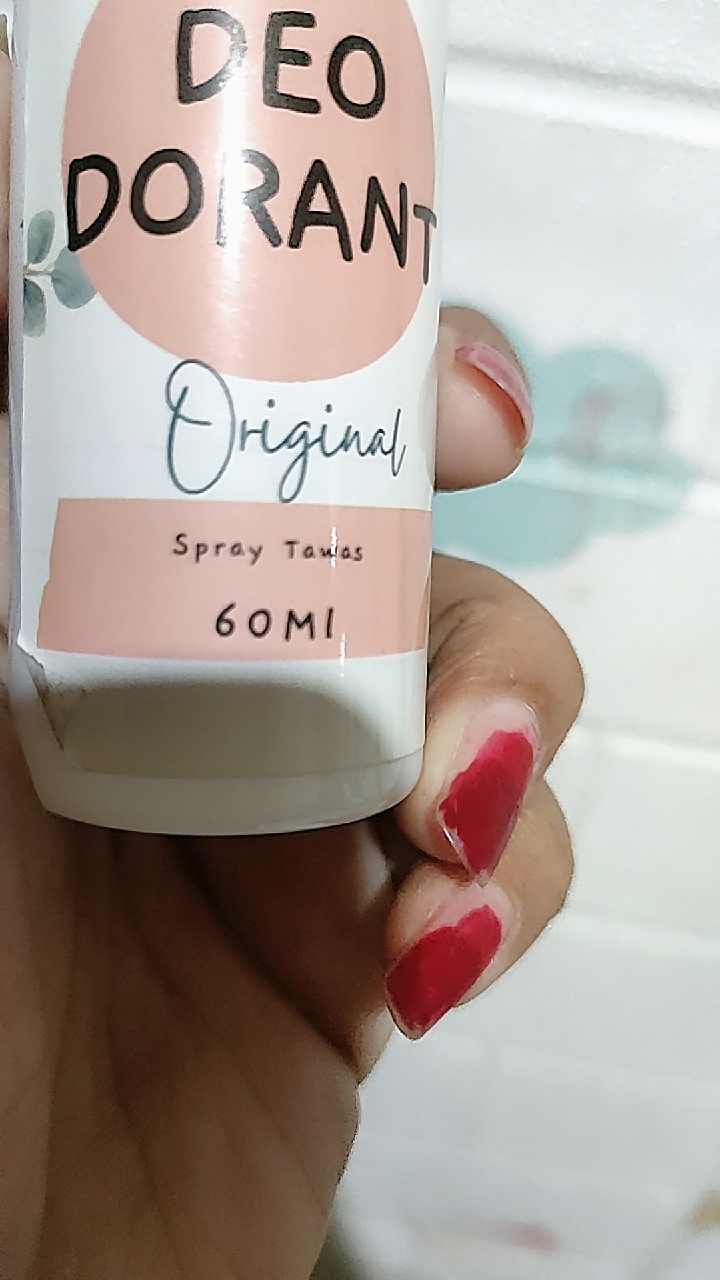 DEO
DORANT
Original
Spray Tawas
60Ml